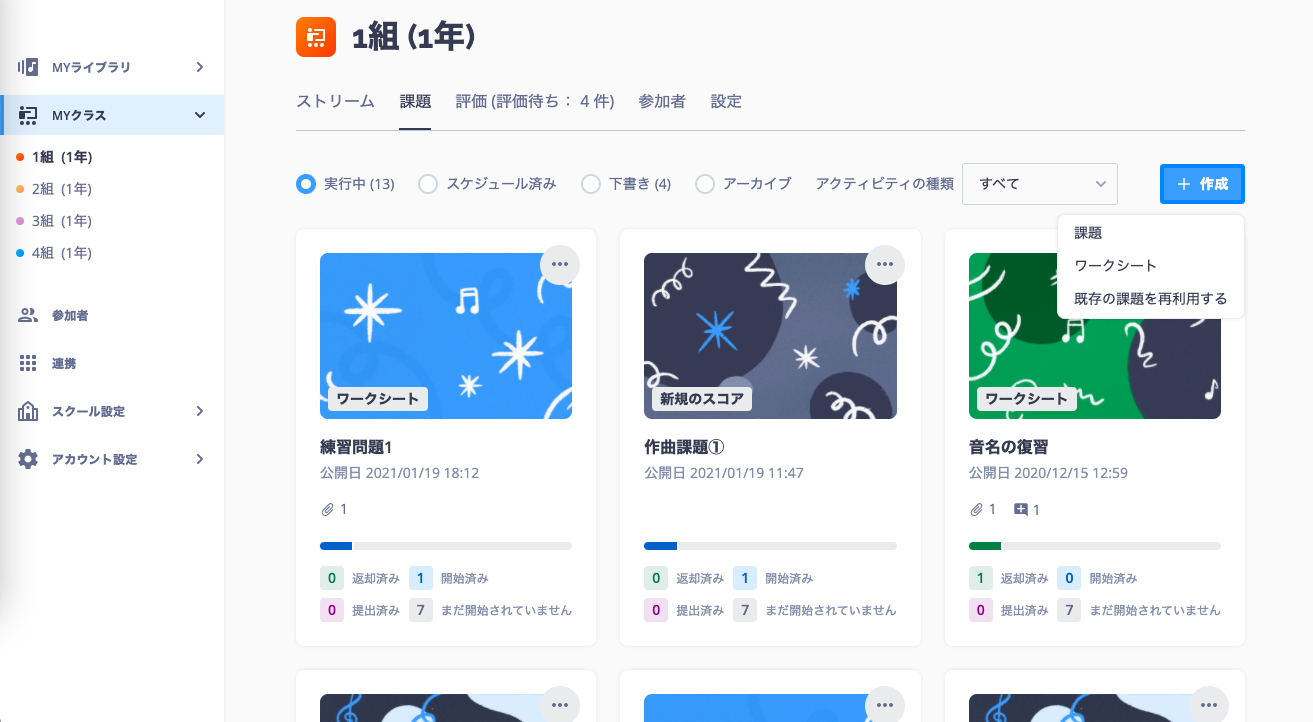 MYライブラリ
MYクラス
1組 (1年)
2組 (1年)
3組 (1年)
4組 (1年)
参加者
連携
スクール設定
アカウント設定
1組 (1年)
ストリーム 課題 評価 (評価待ち： 4 件) 参加者 設定
実行中 (13) スケジュール済み 下書き (4) アーカイブ アクティビティの種類 すべて + 作成
課題
ワークシート
既存の課題を再利用する
ワークシート
練習問題1
公開日 2021/01/19 18:12
1
0 返却済み 1 開始済み
0 提出済み 7 まだ開始されていません
新規のスコア
作曲課題①
公開日 2021/01/19 11:47
0 返却済み 1 開始済み
0 提出済み 7 まだ開始されていません
ワークシート
音名の復習
公開日 2020/12/15 12:59
1 1
1 返却済み 0 開始済み
0 提出済み 7 まだ開始されていません